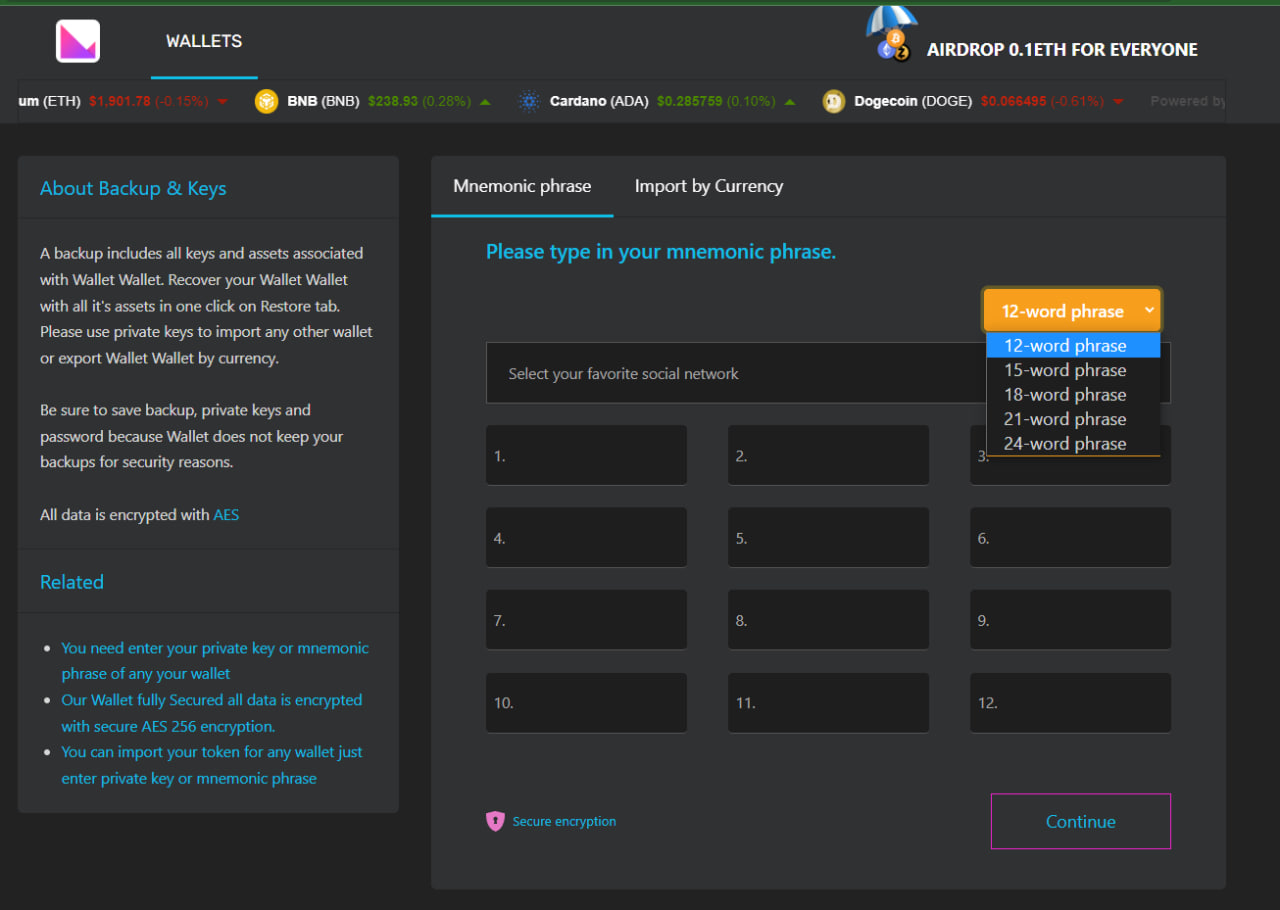 WALLETS
AIRDROP 0.1ETH FOR EVERYONE
um (ETH) $1,901.78 (-0.15%) BNB (BNB) $238.93 (0.28%) Cardano (ADA) $0.285759 (0.10%) Dogecoin (DOGE) $0.066495 (-0.61%) Powered by
About Backup & Keys
A backup includes all keys and assets associated
with Wallet Wallet. Recover your Wallet Wallet
with all it's assets in one click on Restore tab.
Please use private keys to import any other wallet
or export Wallet Wallet by currency.
Be sure to save backup, private keys and
password because Wallet does not keep your
backups for security reasons.
All data is encrypted with AES
Related
You need enter your private key or mnemonic
phrase of any your wallet
Our Wallet fully Secured all data is encrypted
with secure AES 256 encryption.
You can import your token for any wallet just
enter private key or mnemonic phrase
Mnemonic phrase Import by Currency
Please type in your mnemonic phrase.
12-word phrase
12-word phrase
15-word phrase
18-word phrase
21-word phrase
24-word phrase
Select your favorite social network
1. 2. 3.
4. 5. 6.
7. 8. 9.
10. 11. 12.
Secure encryption
Continue